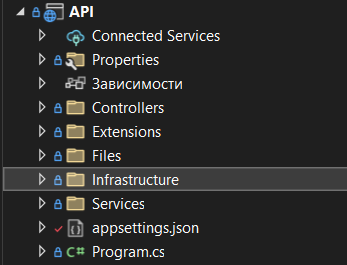 API
Connected Services
Properties
Зависимости
Controllers
Extensions
Files
Infrastructure
Services
appsettings.json
C# Program.cs